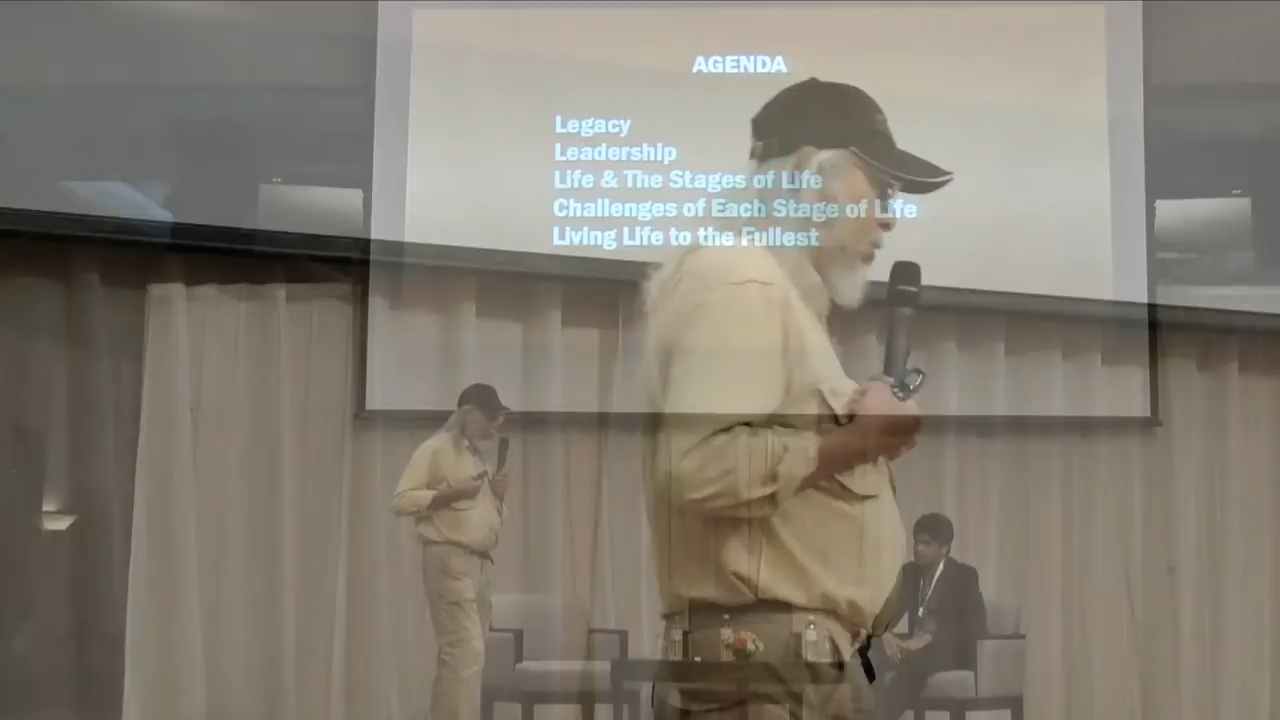 AGENDA
Legacy
Leadership
Life & The Stages of Life
Challenges of Each Stage of Life
Living Life to the Fullest